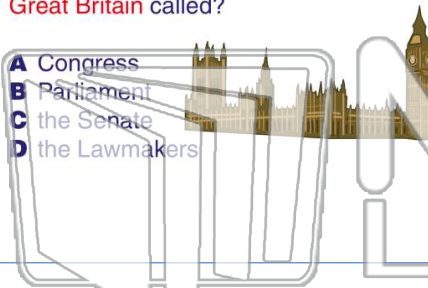 Great Britain called?
A Congress
B Parliament
C the Senate
D the Lawmakers